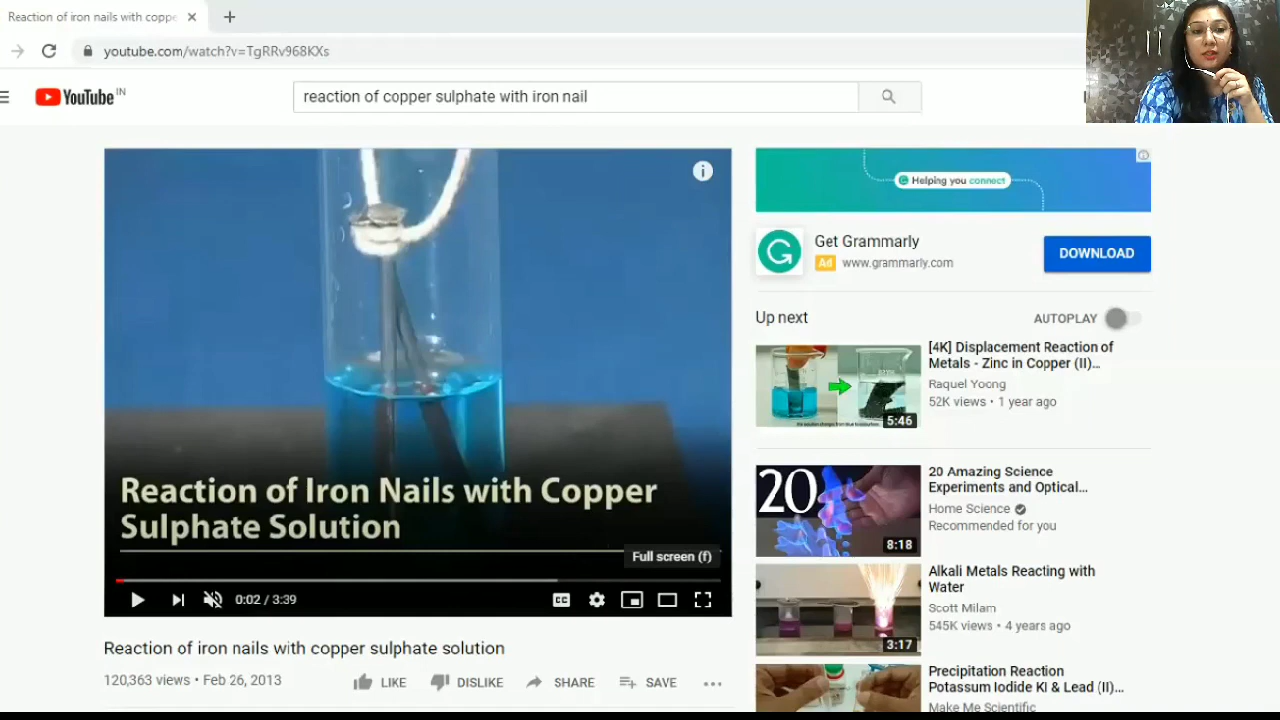 Reaction of iron nails with coppe
youtube.com/watch?v=TgRRv968KXs
YouTube IN
reaction of copper sulphate with iron nail
Reaction of Iron Nails with Copper
Sulphate Solution
Full screen (f)
0:02 / 3:39
CC
Reaction of iron nails with copper sulphate solution
120,363 views • Feb 26, 2013
LIKE
DISLIKE
SHARE
SAVE
Helping you connect
Get Grammarly
Ad www.grammarly.com
DOWNLOAD
Up next
AUTOPLAY
[4K] Displacement Reaction of
Metals - Zinc in Copper (II)...
Raquel Yoong
52K views • 1 year ago
5:46
20 Amazing Science
Experiments and Optical...
Home Science
Recommended for you
20
8:18
Alkali Metals Reacting with
Water
Scott Milam
545K views • 4 years ago
3:17
Precipitation Reaction
Potassium Iodide KI & Lead (II)...
Make Me Scientific